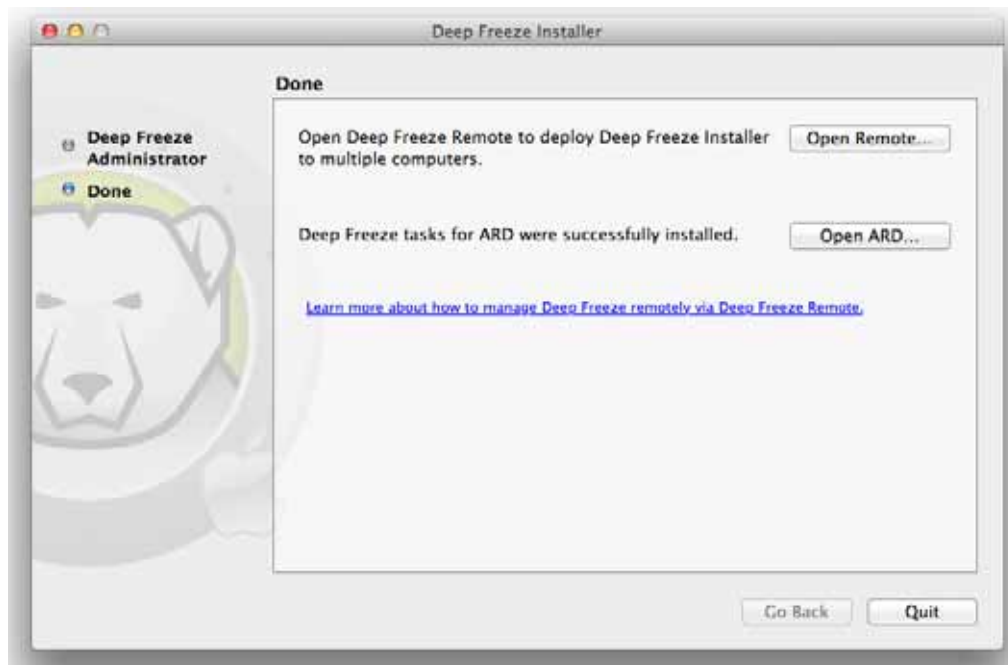 Deep Freeze Installer
Done
Deep Freeze
Administrator
Done
Open Deep Freeze Remote to deploy Deep Freeze Installer
to multiple computers.
Open Remote...
Deep Freeze tasks for ARD were successfully installed.
Open ARD...
Learn more about how to manage Deep Freeze remotely via Deep Freeze Remote.
Go Back
Quit